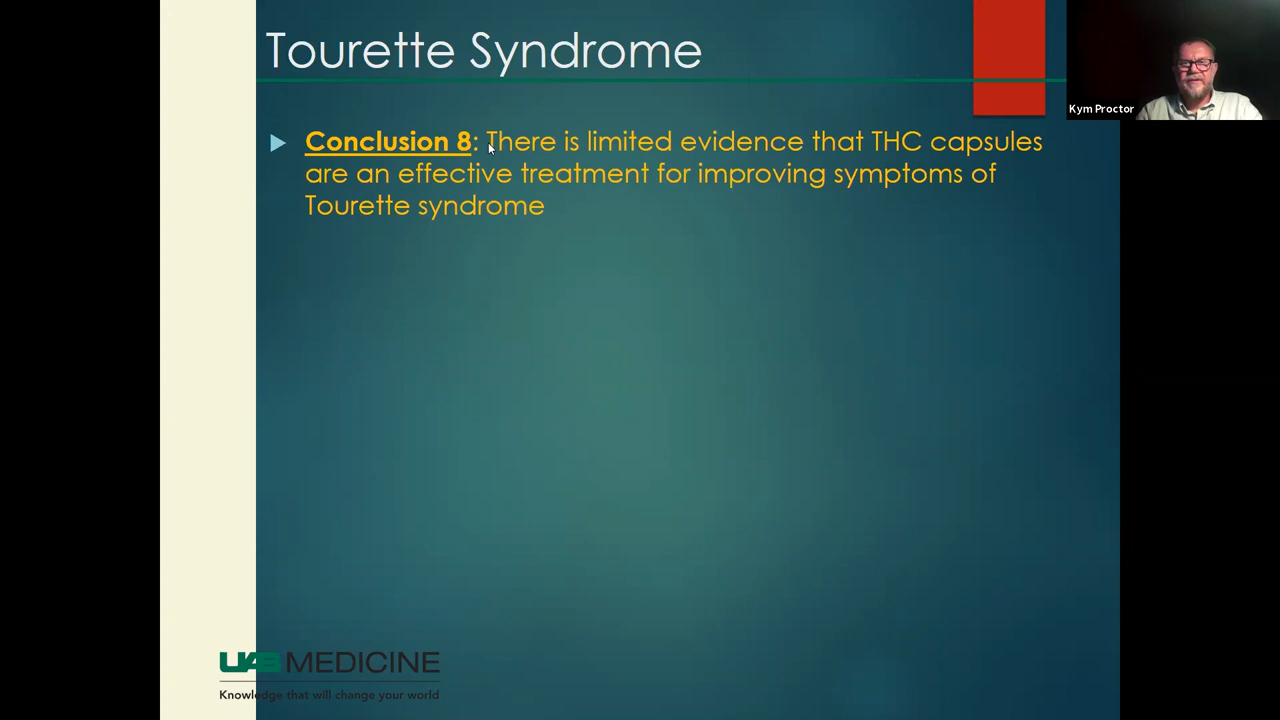 Tourette Syndrome
Kym Proctor
Conclusion 8: There is limited evidence that THC capsules
are an effective treatment for improving symptoms of
Tourette syndrome
UAB MEDICINE
Knowledge that will change your world